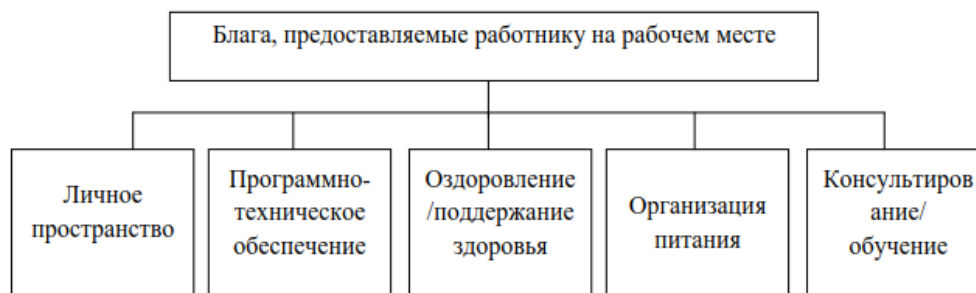 Блага, предоставляемые работнику на рабочем месте
Личное
пространство
Программно-
техническое
обеспечение
Оздоровление
/поддержание
здоровья
Организация
питания
Консультиров
ание/
обучение